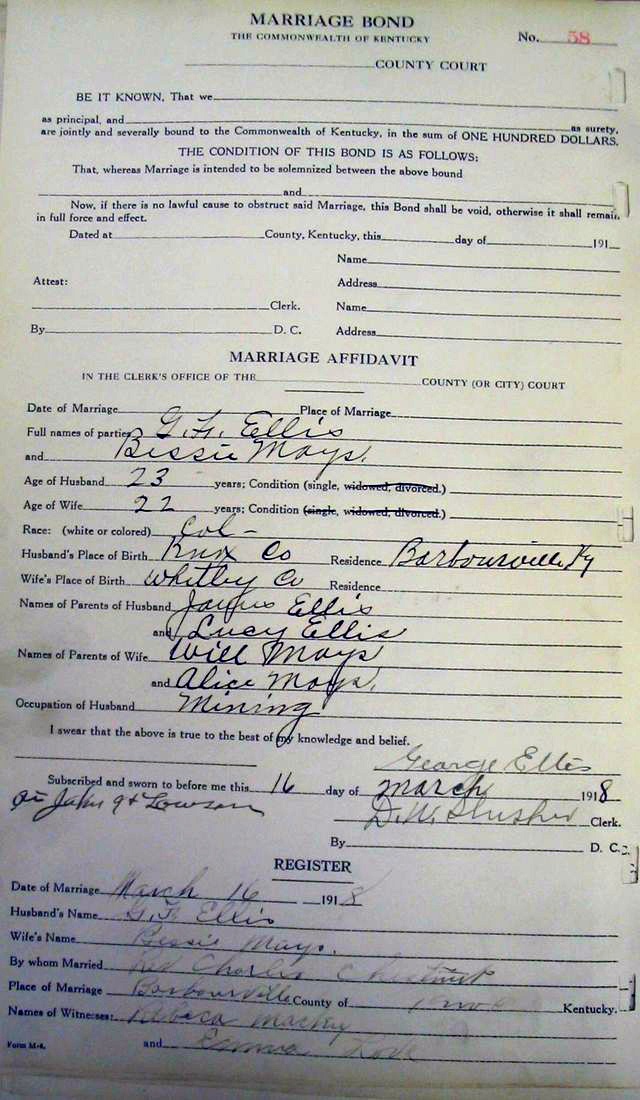 MARRIAGE BOND
THE COMMONWEALTH OF KENTUCKY
No. 58
COUNTY COURT
BE IT KNOWN, That we
as principal, and as surety,
are jointly and severally bound to the Commonwealth of Kentucky, in the sum of ONE HUNDRED DOLLARS.
THE CONDITION OF THIS BOND IS AS FOLLOWS:
That, whereas Marriage is intended to be solemnized between the above bound
and
Now, if there is no lawful cause to obstruct said Marriage, this Bond shall be void, otherwise it shall remain
in full force and effect.
Dated at County, Kentucky, this day of 191
Name
Attest: Address
Clerk. Name
By D. C. Address
MARRIAGE AFFIDAVIT
IN THE CLERK'S OFFICE OF THE COUNTY (OR CITY) COURT
Date of Marriage Place of Marriage
Full names of parties G. Fr. Ellis
and Bessie Mays.
Age of Husband 23 years; Condition (single, widowed, divorced.)
Age of Wife 22 years; Condition (single, widowed, divorced.)
Race: (white or colored) Col-
Husband's Place of Birth Knox Co Residence Barbourville Ky
Wife's Place of Birth Whitley Co Residence
Names of Parents of Husband James Ellis
and Lucy Ellis
Names of Parents of Wife Will Mays
and Alice Mays.
Occupation of Husband Mining
I swear that the above is true to the best of my knowledge and belief.
George Ellis
Subscribed and sworn to before me this 16 day of March 1918
John Lawson D. W. Slusher Clerk.
By D. C.
REGISTER
Date of Marriage March 16 1918
Husband's Name G. Fr Ellis
Wife's Name Bessie Mays.
By whom Married Rev Charlie Chestnut
Place of Marriage Barbourville County of Knox Kentucky.
Names of Witnesses: Mackey
Form M-4. and Emma